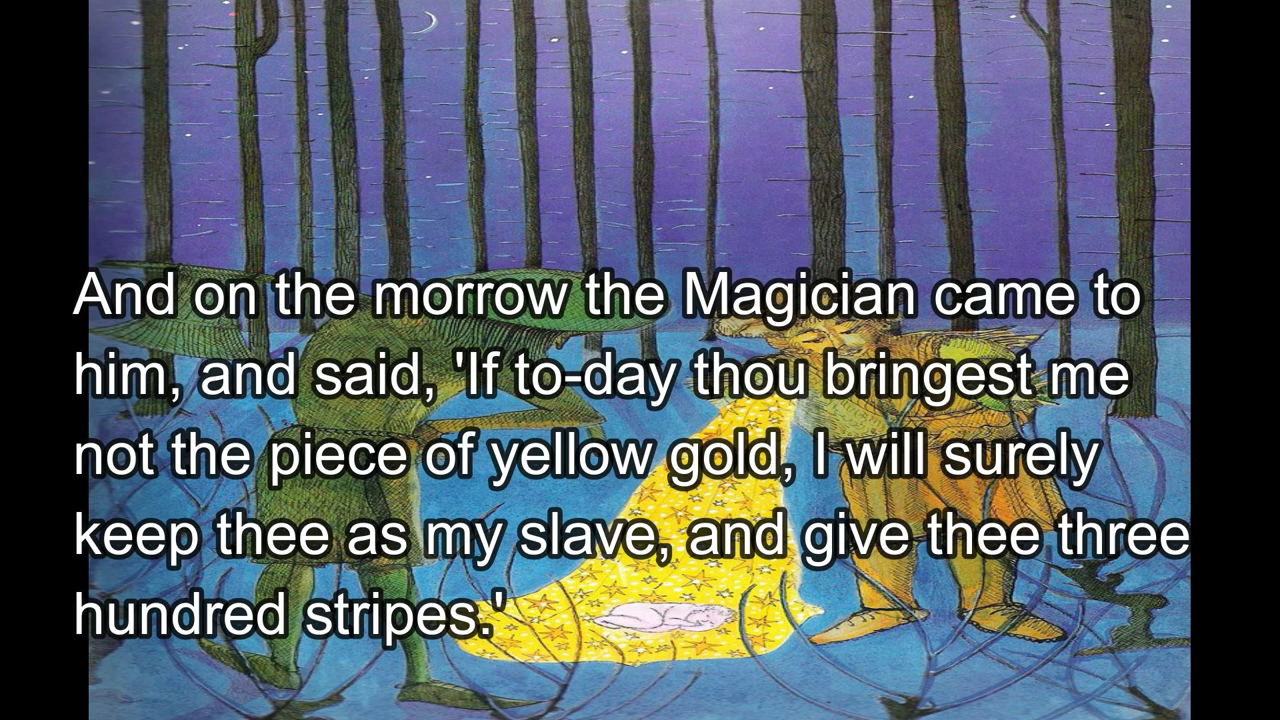 And on the morrow the Magician came to
him, and said, 'If to-day thou bringest me
not the piece of yellow gold, I will surely
keep thee as my slave, and give thee three
hundred stripes.'